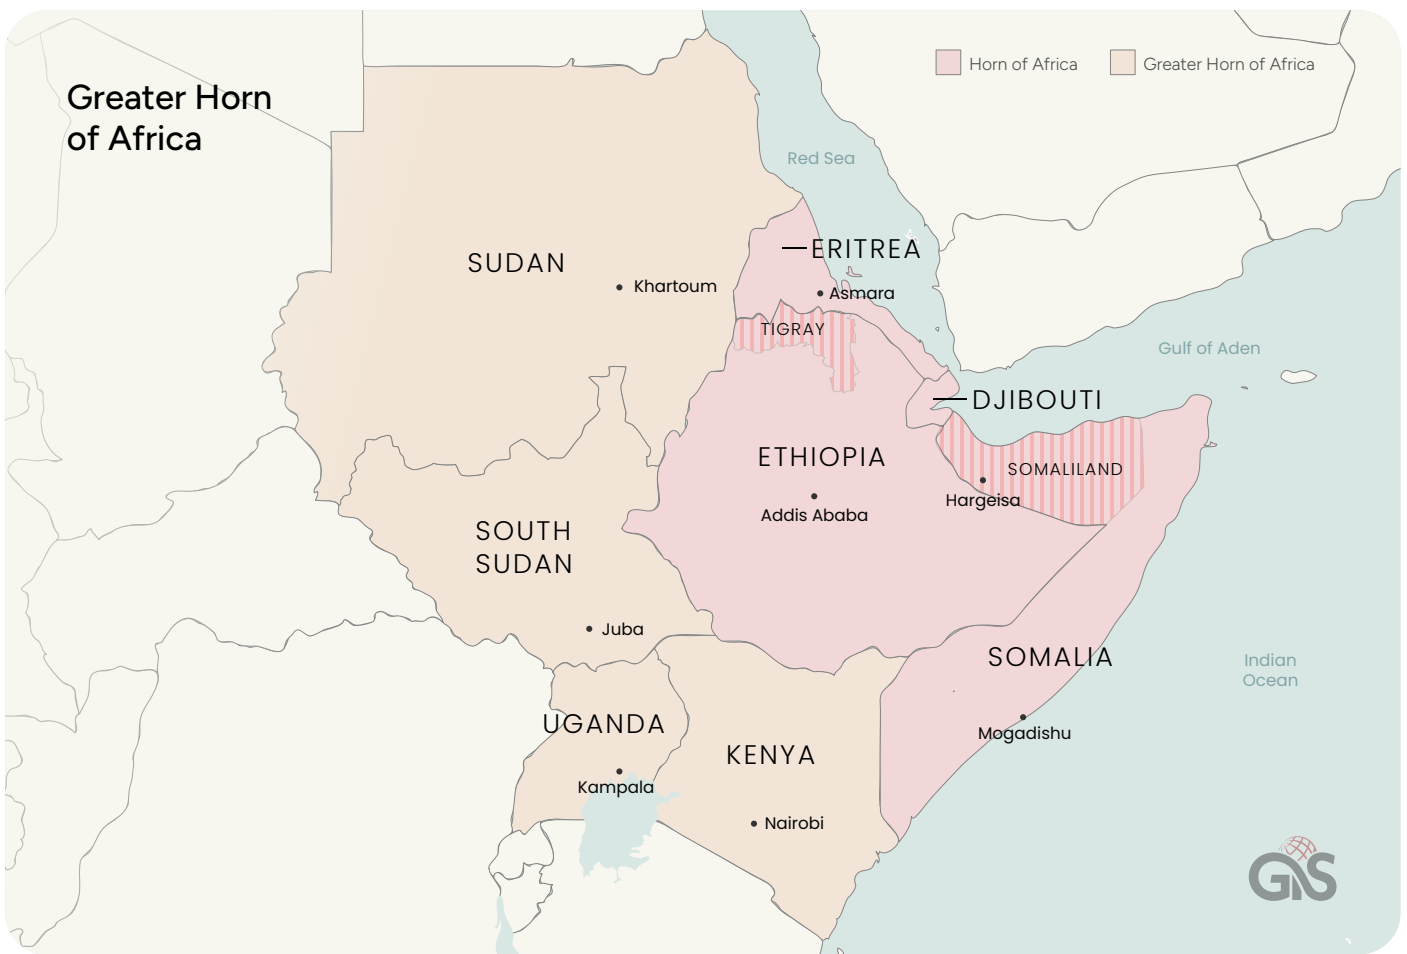 Greater Horn
of Africa
Horn of Africa
Greater Horn of Africa
Red Sea
SUDAN
Khartoum
ERITREA
Asmara
TIGRAY
Gulf of Aden
DJIBOUTI
ETHIOPIA
Addis Ababa
SOMALILAND
Hargeisa
SOUTH
SUDAN
Juba
SOMALIA
Mogadishu
Indian
Ocean
UGANDA
Kampala
KENYA
Nairobi
GIS